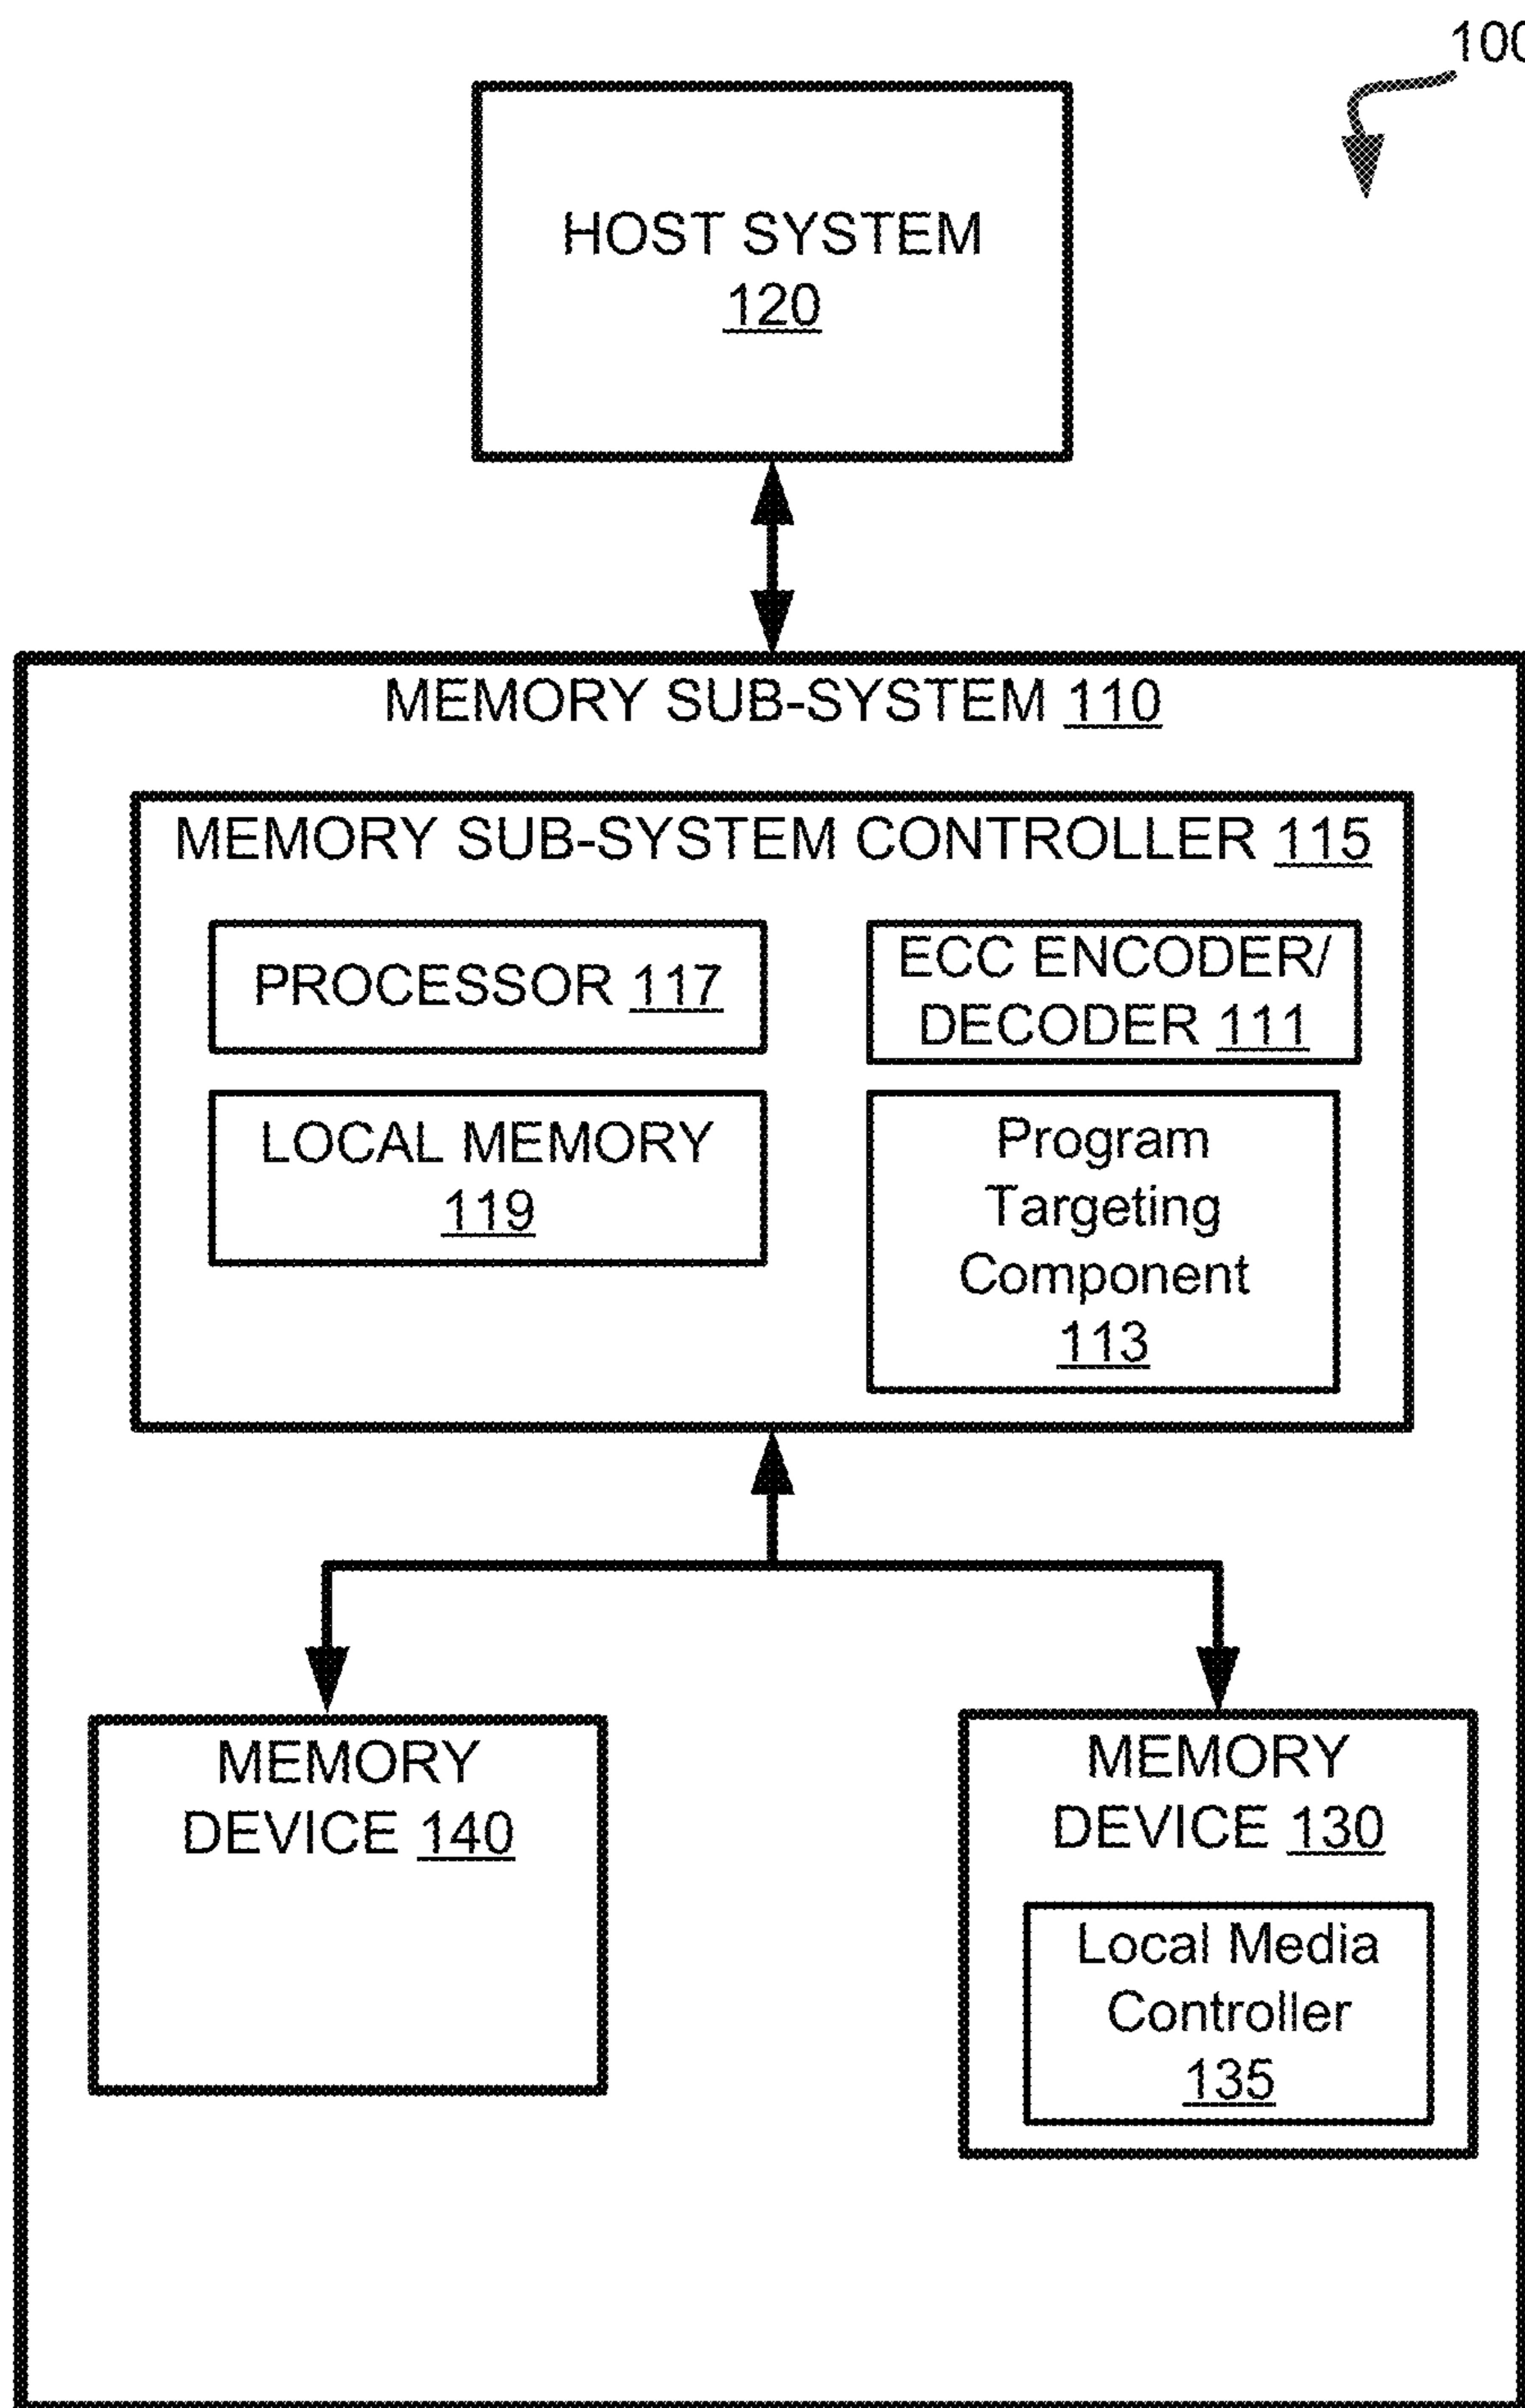 100
HOST SYSTEM
120
MEMORY SUB-SYSTEM 110
MEMORY SUB-SYSTEM CONTROLLER 115
PROCESSOR 117
ECC ENCODER/
DECODER 111
LOCAL MEMORY
119
Program
Targeting
Component
113
MEMORY
DEVICE 140
MEMORY
DEVICE 130
Local Media
Controller
135